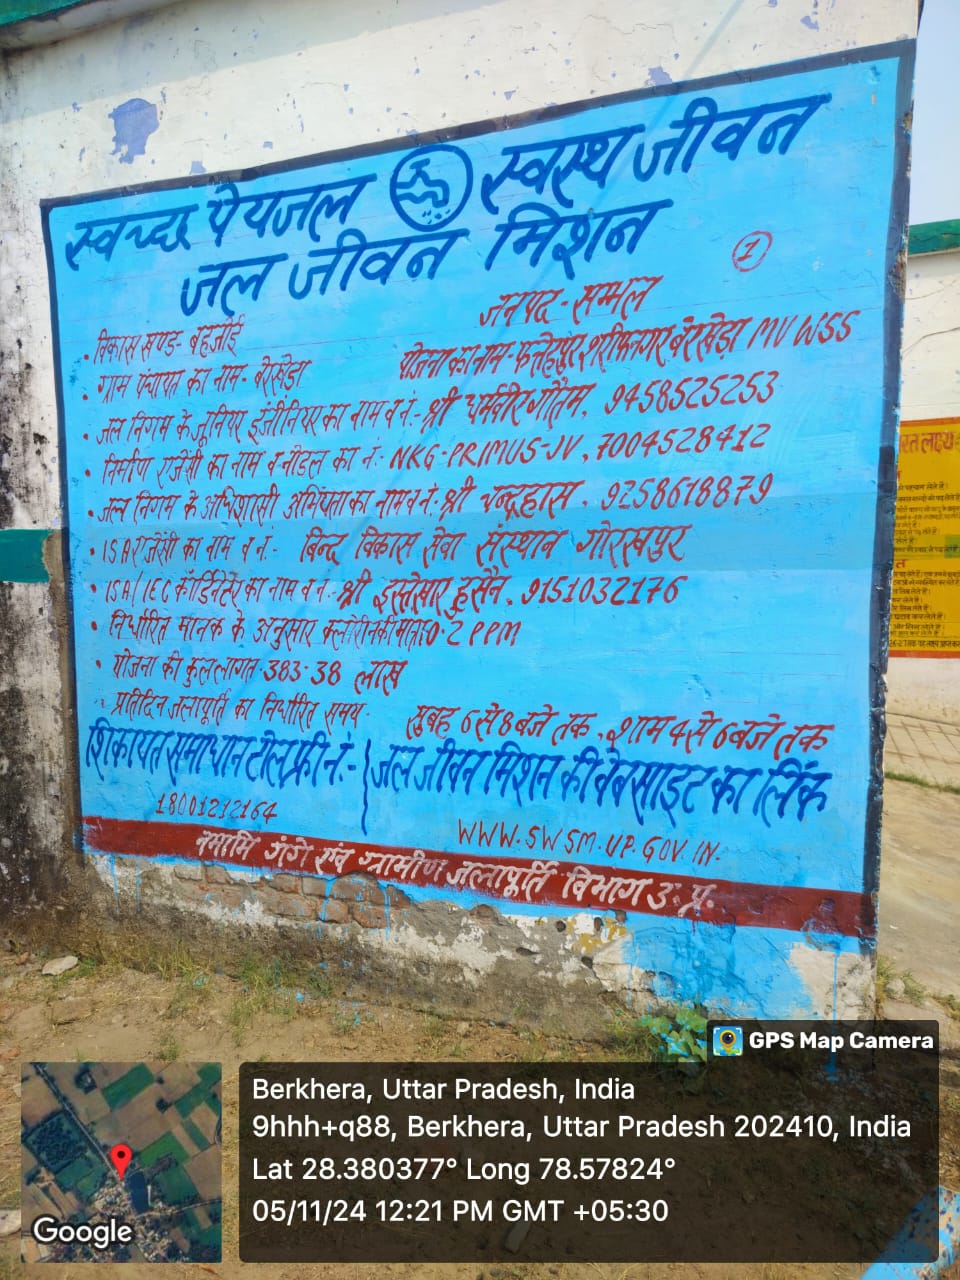 स्वच्छ पेयजल स्वस्थ जीवन
जल जीवन मिशन
1
जनपद - सम्भल
• विकास खण्ड - बहजोई
योजना का नाम - फत्तेहपुर शरीफनगर बेरखेड़ा MV WSS
• ग्राम पंचायत का नाम - बेरखेड़ा
• जल निगम के जूनियर इंजीनियर का नाम व नं :- श्री धर्मवीर गौतम, 9458525253
• निर्माण एजेंसी का नाम व नोडल का नं :- NKG-PRIMUS-JV, 7004528412
• जल निगम के अधिशासी अभियंता का नाम व नं :- श्री चन्द्रहास, 9258618879
• ISA एजेंसी का नाम व नं - बिन्द विकास सेवा संस्थान गोरखपुर
• ISA/IEC कॉर्डिनेटर का नाम व नं :- श्री इस्तेसार हुसैन, 9151032176
• निर्धारित मानक के अनुसार क्लोरीन की मात्रा 0.2 PPM
• योजना की कुल लागत - 383.38 लाख
• प्रतिदिन जलापूर्ति का निर्धारित समय - सुबह 6 से 8 बजे तक, शाम 4 से 6 बजे तक
शिकायत समाधान टोल फ्री नं :- जल जीवन मिशन की वेबसाइट का लिंक
18001212164
WWW.SWSM.UP.GOV.IN.
नमामि गंगे एंव ग्रामीण जलापूर्ति विभाग उ. प्र.
GPS Map Camera
Berkhera, Uttar Pradesh, India
9hhh+q88, Berkhera, Uttar Pradesh 202410, India
Lat 28.380377° Long 78.57824°
05/11/24 12:21 PM GMT +05:30
Google